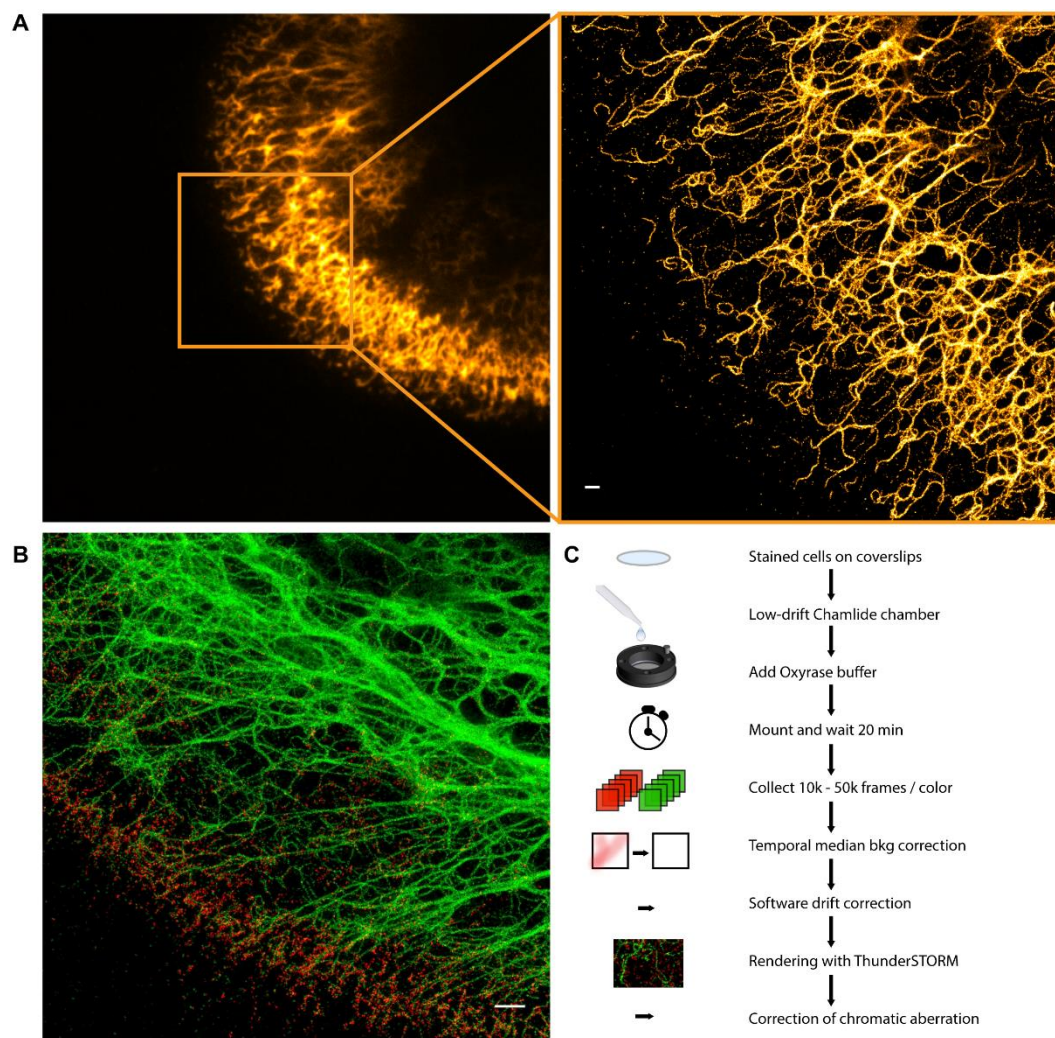 A
B
C
Stained cells on coverslips
Low-drift Chamlide chamber
Add Oxyrase buffer
Mount and wait 20 min
Collect 10k - 50k frames / color
Temporal median bkg correction
Software drift correction
Rendering with ThunderSTORM
Correction of chromatic aberration